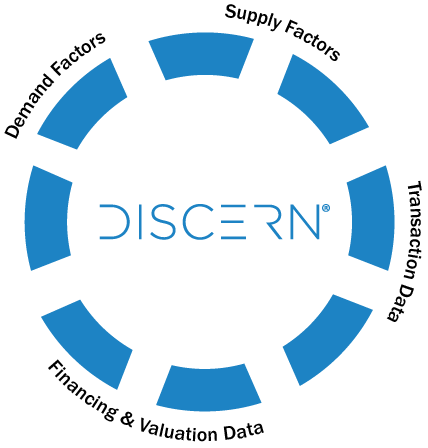 Supply Factors
Demand Factors
DISCERN®
Transaction Data
Financing & Valuation Data